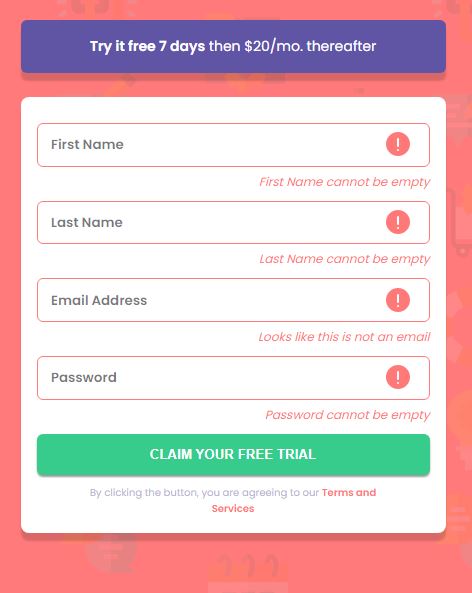 Try it free 7 days then $20/mo. thereafter
First Name
First Name cannot be empty
Last Name
Last Name cannot be empty
Email Address
Looks like this is not an email
Password
Password cannot be empty
CLAIM YOUR FREE TRIAL
By clicking the button, you are agreeing to our Terms and
Services